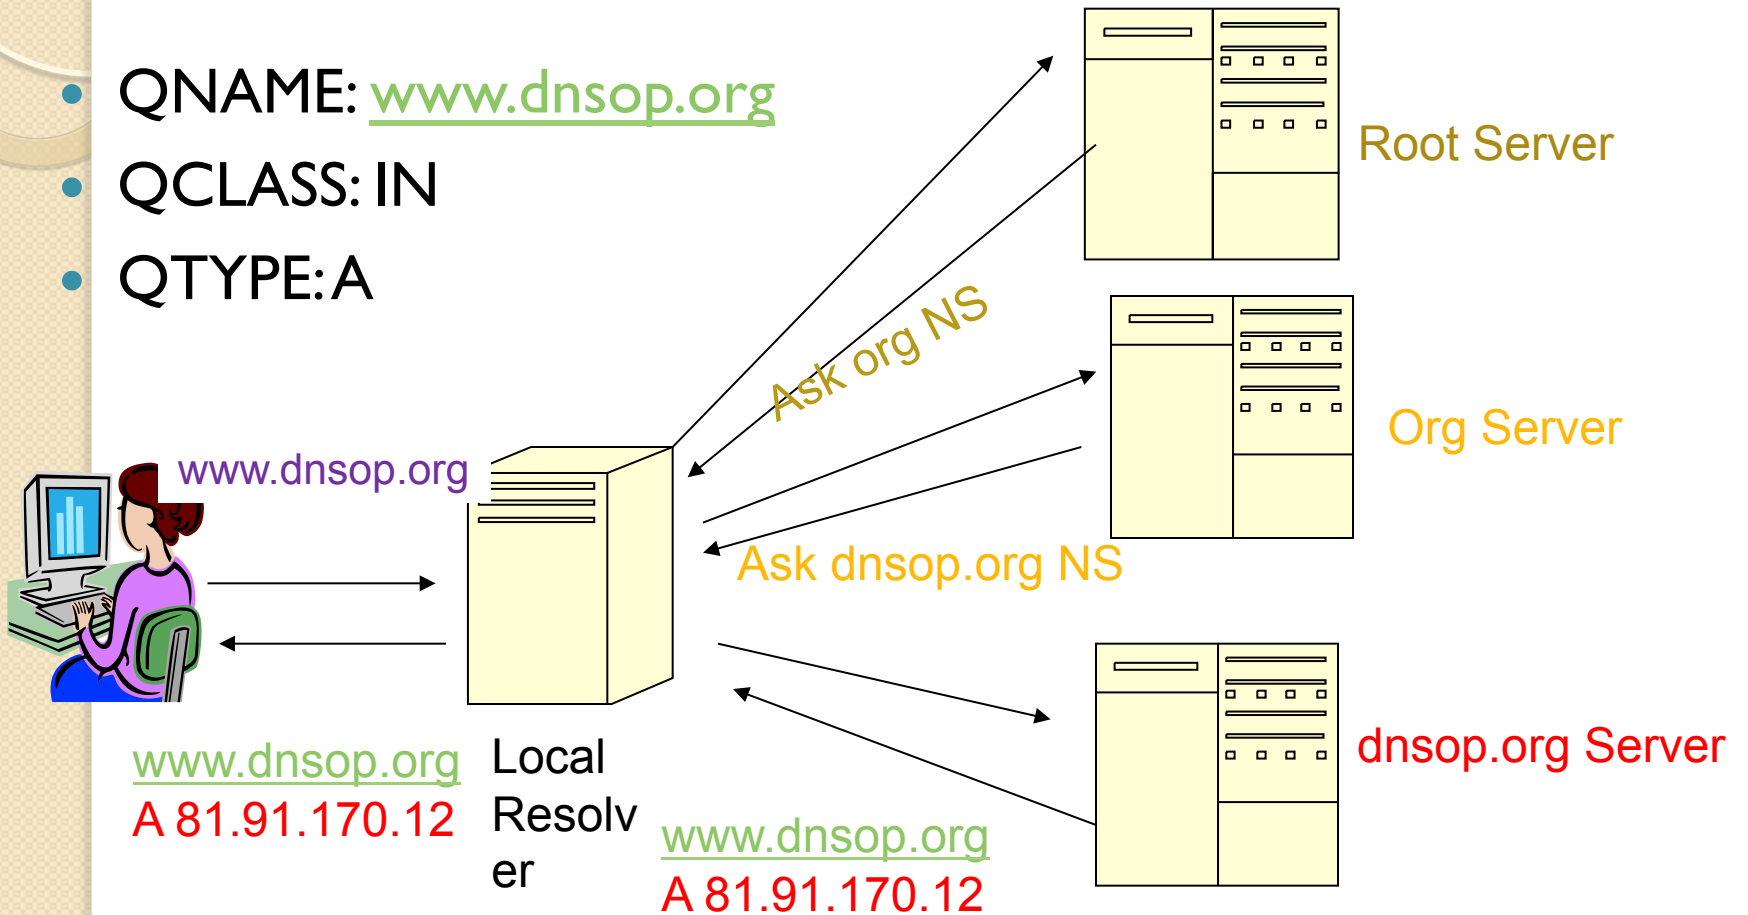 QNAME: www.dnsop.org
QCLASS: IN
QTYPE: A
Root Server
Ask org NS
Org Server
www.dnsop.org
Ask dnsop.org NS
dnsop.org Server
www.dnsop.org
A 81.91.170.12
Local
Resolv
er
www.dnsop.org
A 81.91.170.12